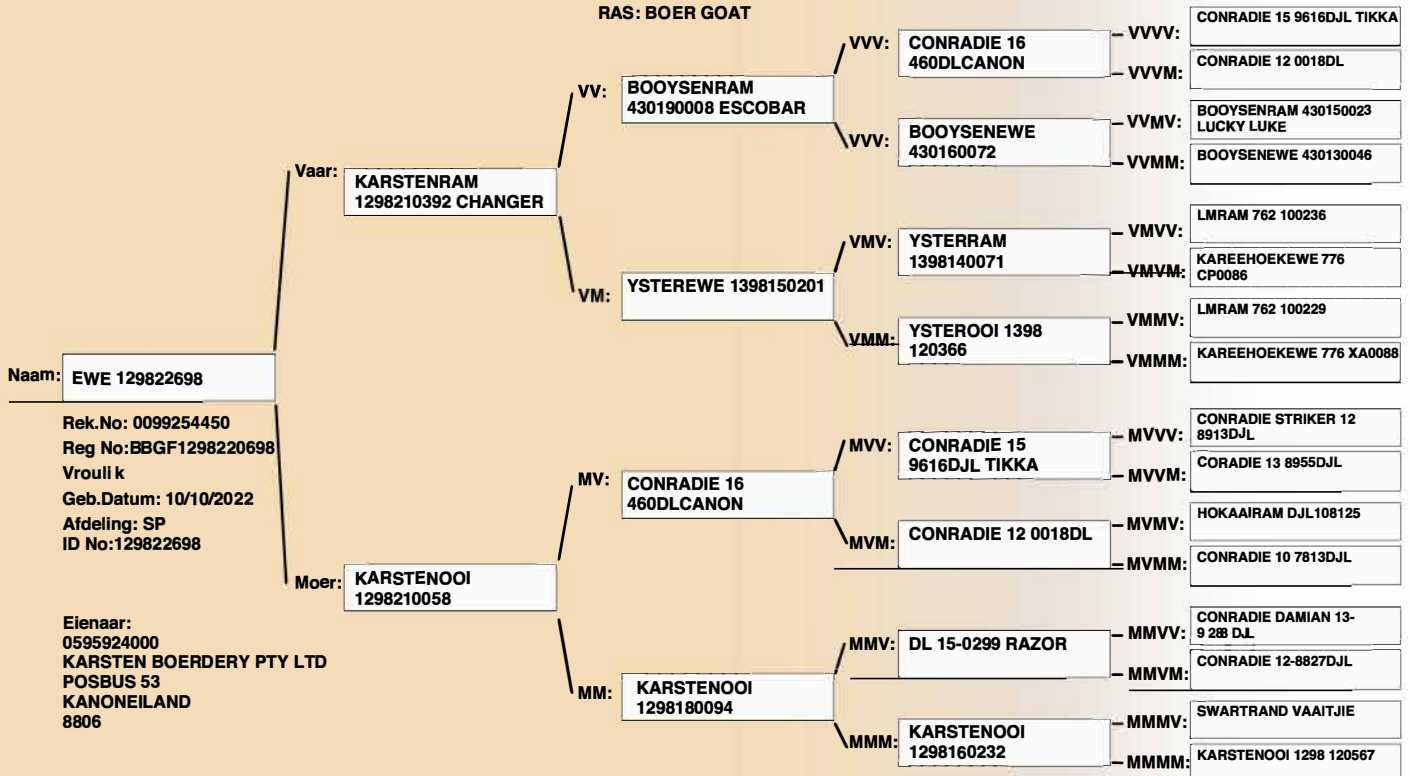 RAS: BOER GOAT
Naam: EWE 129822698
Rek.No: 0099254450
Reg No:BBGF1298220698
Vroulik
Geb.Datum: 10/10/2022
Afdeling: SP
ID No:129822698
Eienaar:
0595924000
KARSTEN BOERDERY PTY LTD
POSBUS 53
KANONEILAND
8806
Vaar: KARSTENRAM
1298210392 CHANGER
Moer: KARSTENOOI
1298210058
VV: BOOYSENRAM
430190008 ESCOBAR
VM: YSTEREWE 1398150201
MV: CONRADIE 16
460DLCANON
MM: KARSTENOOI
1298180094
VVV: CONRADIE 16
460DLCANON
VVV: BOOYSENEWE
430160072
VMV: YSTERRAM
1398140071
VMM: YSTEROOI 1398
120366
MVV: CONRADIE 15
9616DJL TIKKA
MVM: CONRADIE 12 0018DL
MMV: DL 15-0299 RAZOR
MMM: KARSTENOOI
1298160232
VVVV: CONRADIE 15 9616DJL TIKKA
VVVM: CONRADIE 12 0018DL
VVMV: BOOYSENRAM 430150023
LUCKY LUKE
VVMM: BOOYSENEWE 430130046
VMVV: LMRAM 762 100236
VMVM: KAREEHOEKEWE 776
CP0086
VMMV: LMRAM 762 100229
VMMM: KAREEHOEKEWE 776 XA0088
MVVV: CONRADIE STRIKER 12
8913DJL
MVVM: CORADIE 13 8955DJL
MVMV: HOKAAIRAM DJL108125
MVMM: CONRADIE 10 7813DJL
MMVV: CONRADIE DAMIAN 13-
9 288 DJL
MMVM: CONRADIE 12-8827DJL
MMMV: SWARTRAND VAAITJIE
MMMM: KARSTENOOI 1298 120567